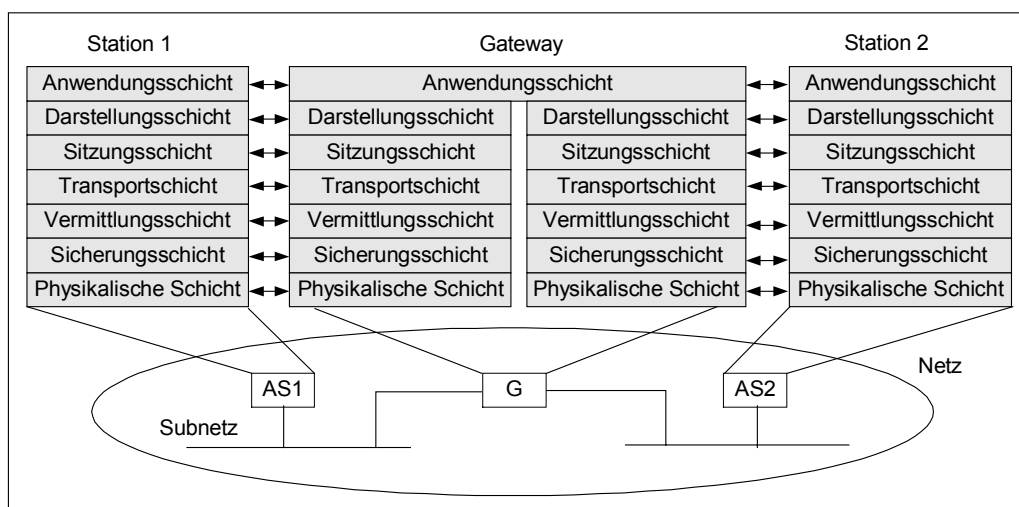 Station 1 Gateway Station 2
Anwendungsschicht Anwendungsschicht Anwendungsschicht
Darstellungsschicht Darstellungsschicht Darstellungsschicht Darstellungsschicht
Sitzungsschicht Sitzungsschicht Sitzungsschicht Sitzungsschicht
Transportschicht Transportschicht Transportschicht Transportschicht
Vermittlungsschicht Vermittlungsschicht Vermittlungsschicht Vermittlungsschicht
Sicherungsschicht Sicherungsschicht Sicherungsschicht Sicherungsschicht
Physikalische Schicht Physikalische Schicht Physikalische Schicht Physikalische Schicht
Netz
AS1 G AS2
Subnetz